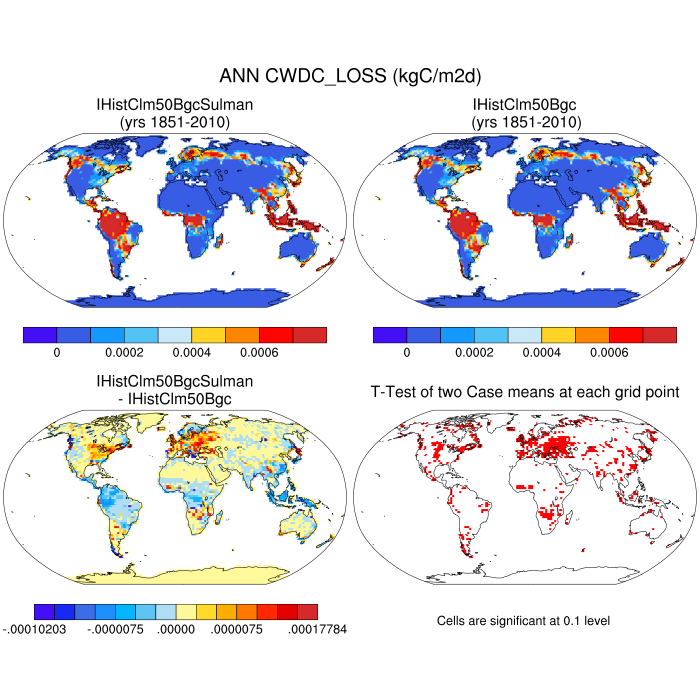 ANN CWDC_LOSS (kgC/m2d)
IHistClm50BgcSulman
(yrs 1851-2010)
IHistClm50Bgc
(yrs 1851-2010)
0 0.0002 0.0004 0.0006
0 0.0002 0.0004 0.0006
IHistClm50BgcSulman
- IHistClm50Bgc
T-Test of two Case means at each grid point
-.00010203 -.0000075 .00000 .0000075 .00017784
Cells are significant at 0.1 level